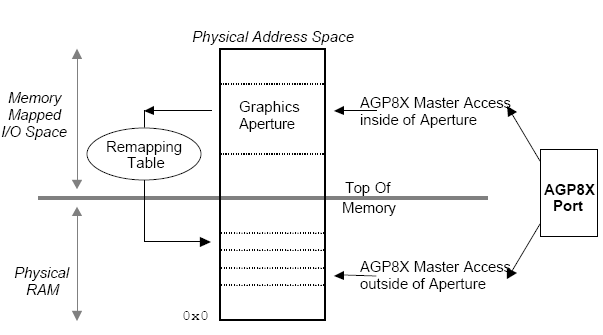 Physical Address Space
Memory
Mapped
I/O Space
Graphics
Aperture
AGP8X Master Access
inside of Aperture
Remapping
Table
Top Of
Memory
AGP8X
Port
Physical
RAM
AGP8X Master Access
outside of Aperture
0x0